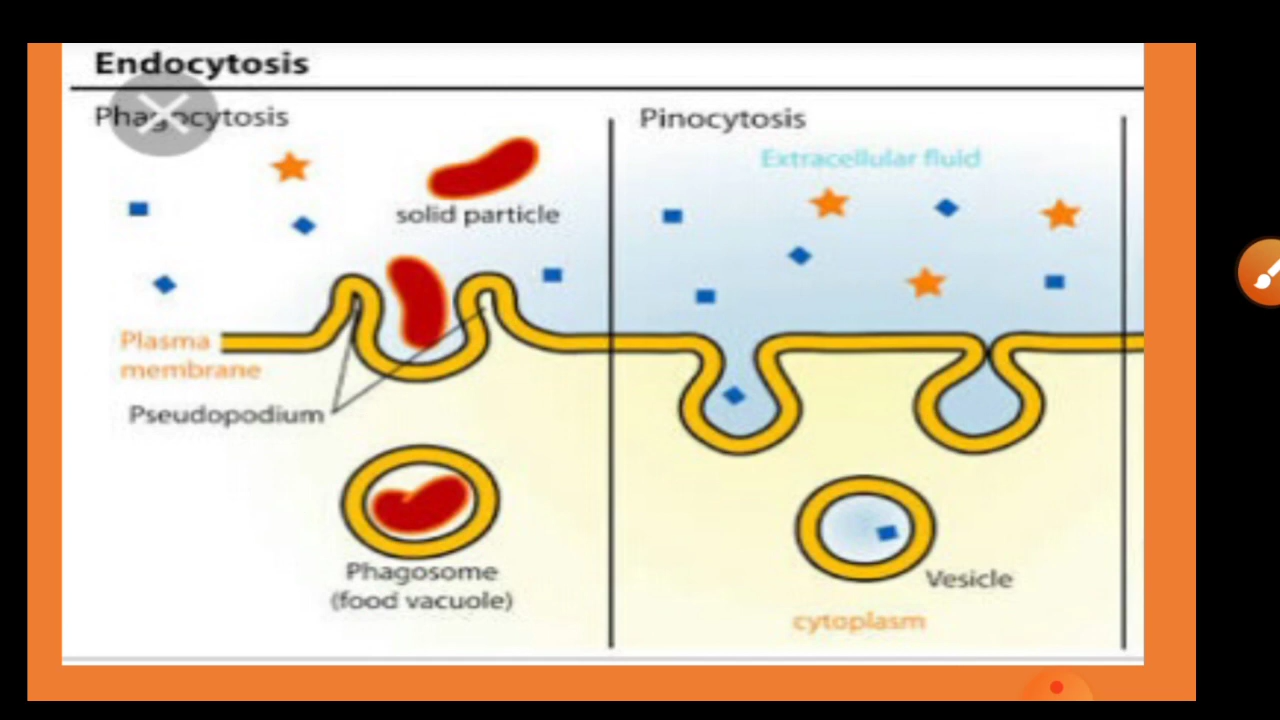 Endocytosis
Phagocytosis
solid particle
Plasma
membrane
Pseudopodium
Phagosome
(food vacuole)
Pinocytosis
Extracellular fluid
Vesicle
cytoplasm